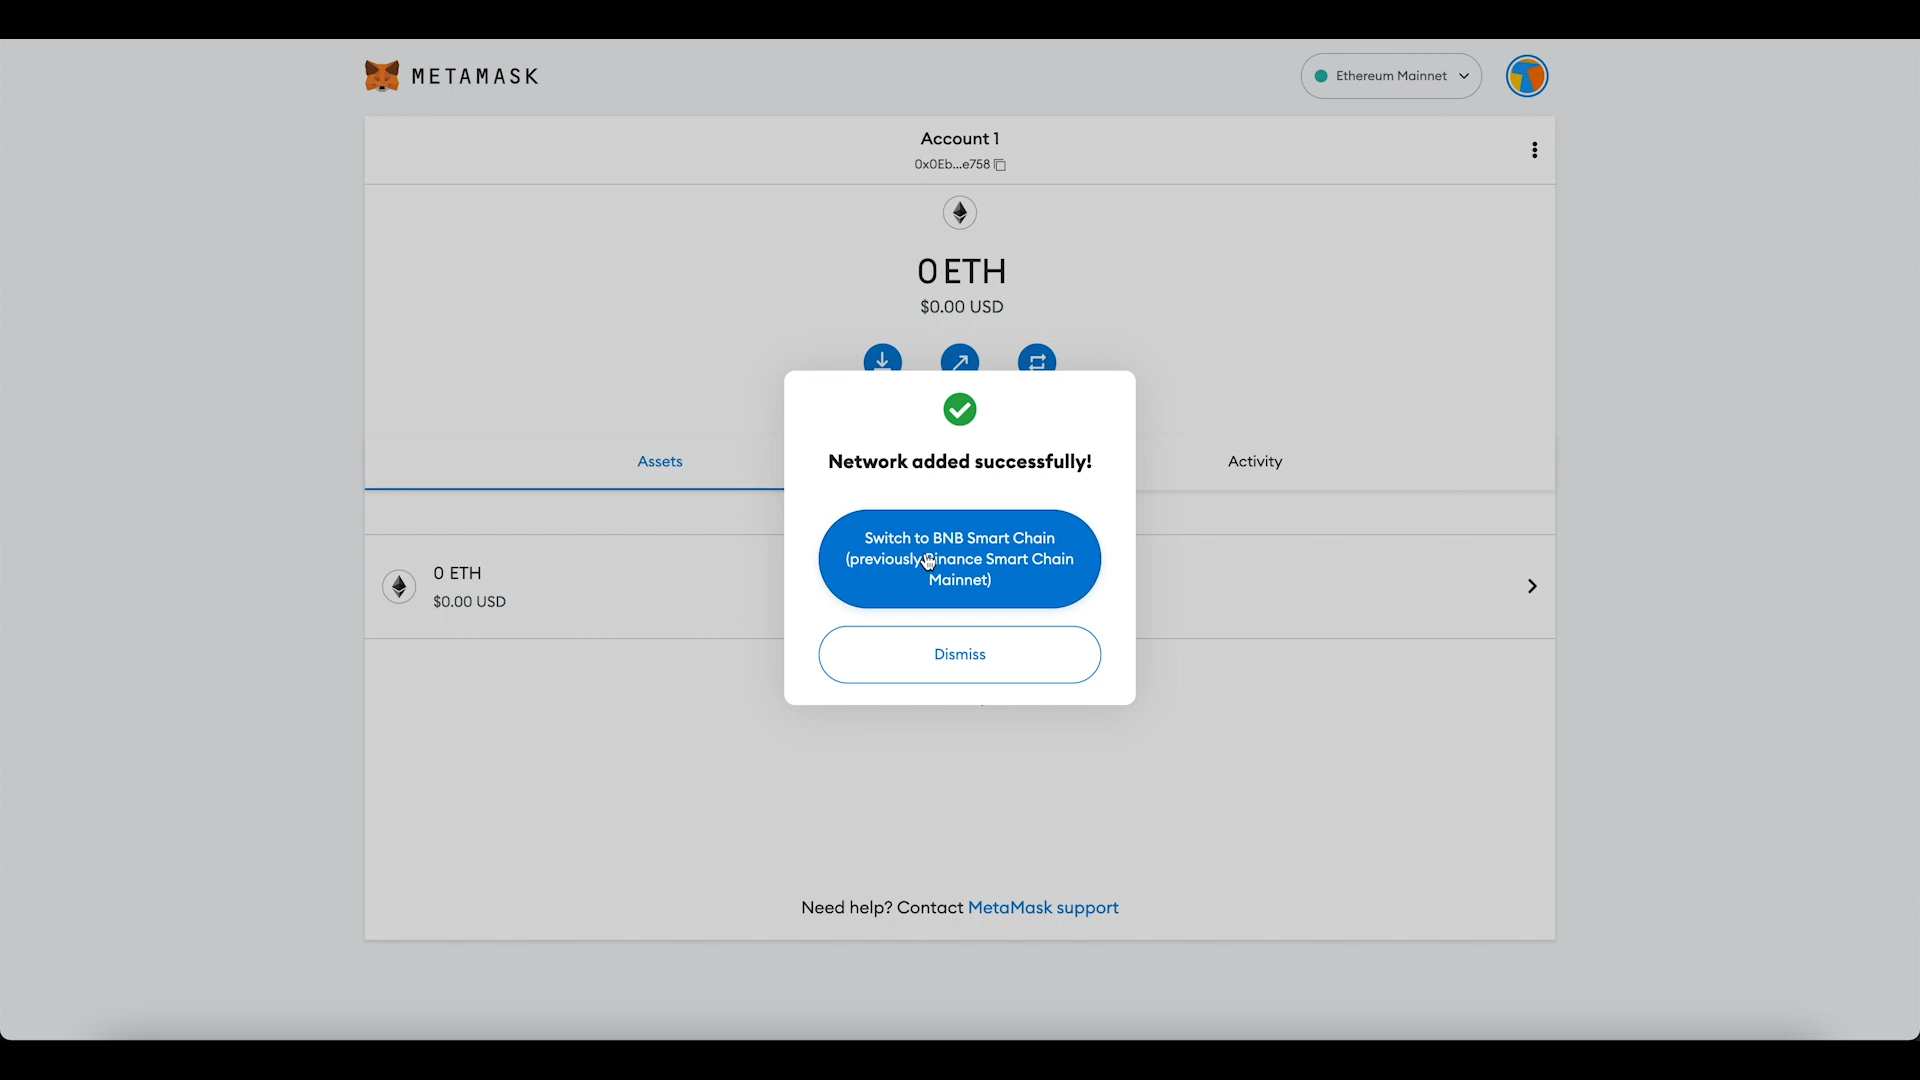 METAMASK
Ethereum Mainnet
Account 1
0x0Eb...e758
0 ETH
$0.00 USD
Assets
Activity
Network added successfully!
Switch to BNB Smart Chain
(previously Binance Smart Chain
Mainnet)
0 ETH
$0.00 USD
Dismiss
Need help? Contact MetaMask support